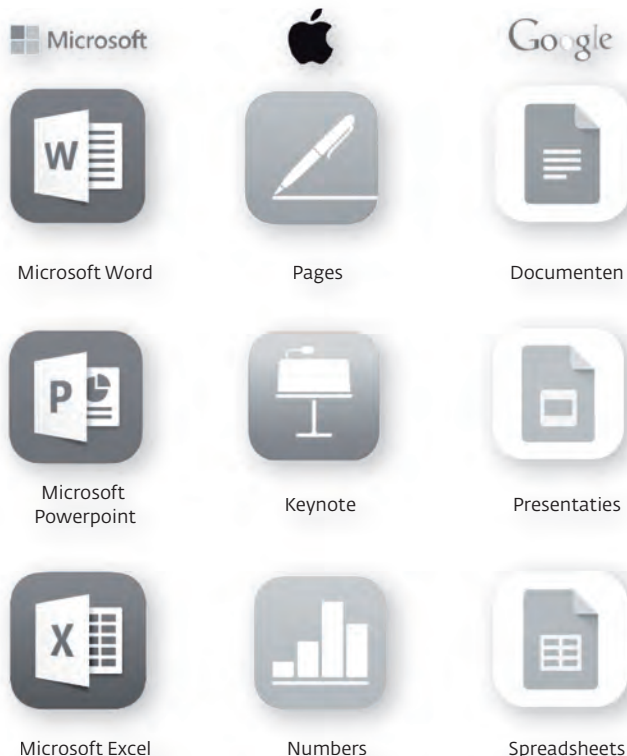 Microsoft
Google
W
Microsoft Word
Pages
Documenten
P
Microsoft
Powerpoint
Keynote
Presentaties
X
Microsoft Excel
Numbers
Spreadsheets